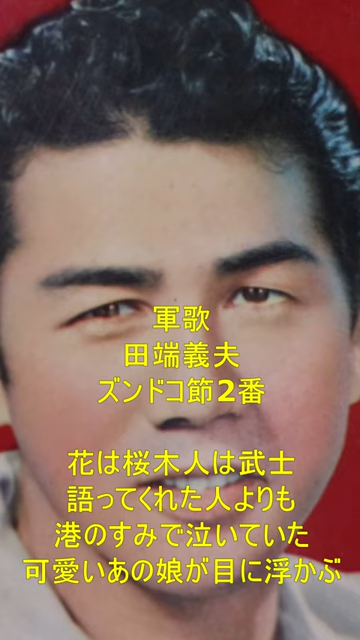 軍歌
田端義夫
ズンドコ節2番
花は桜木人は武士
語ってくれた人よりも
港のすみで泣いていた
可愛いあの娘が目に浮かぶ